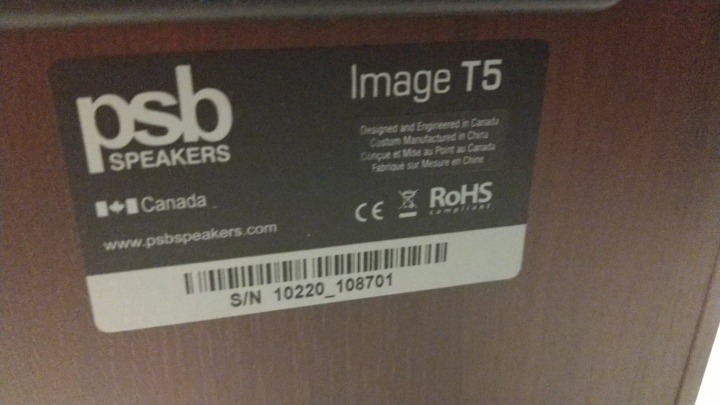 psb
SPEAKERS
Canada
www.psbspeakers.com
Image T5
Designed and Engineered in Canada
Custom Manufactured in China
Conçue et Mise au Point au Canada
Fabriqué sur Mesure en Chine
CE
RoHS
compliant
S/N 10220_108701